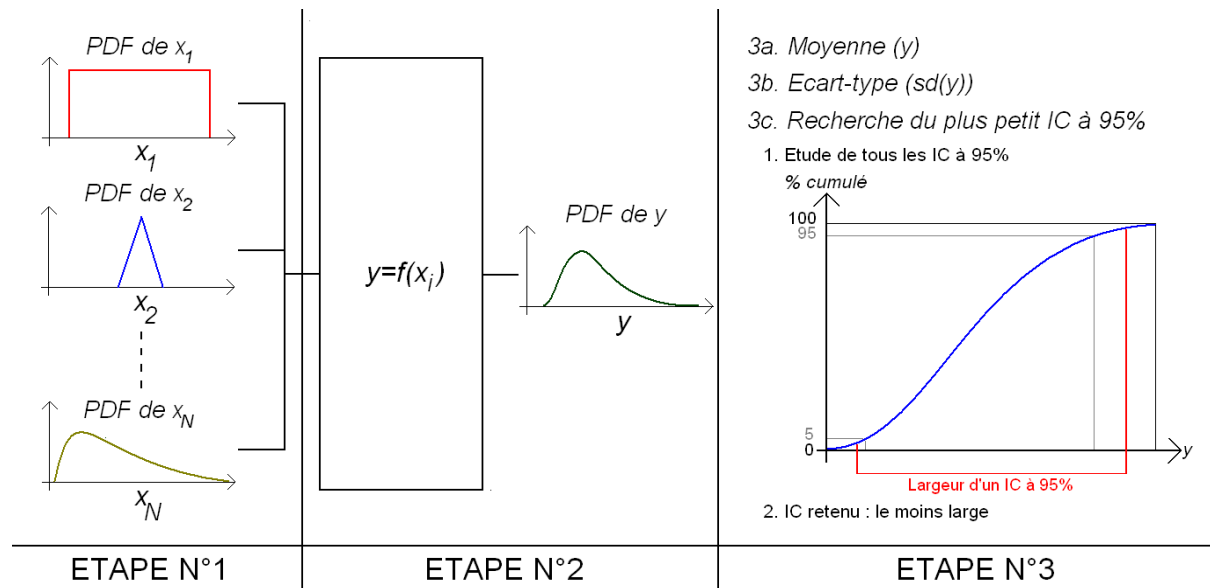 PDF de x1
x1
PDF de x2
x2
PDF de xN
xN
ETAPE N°1
y=f(xi)
PDF de y
y
ETAPE N°2
3a. Moyenne (y)
3b. Ecart-type (sd(y))
3c. Recherche du plus petit IC à 95%
1. Etude de tous les IC à 95%
% cumulé
100
95
5
0
y
Largeur d'un IC à 95%
2. IC retenu : le moins large
ETAPE N°3